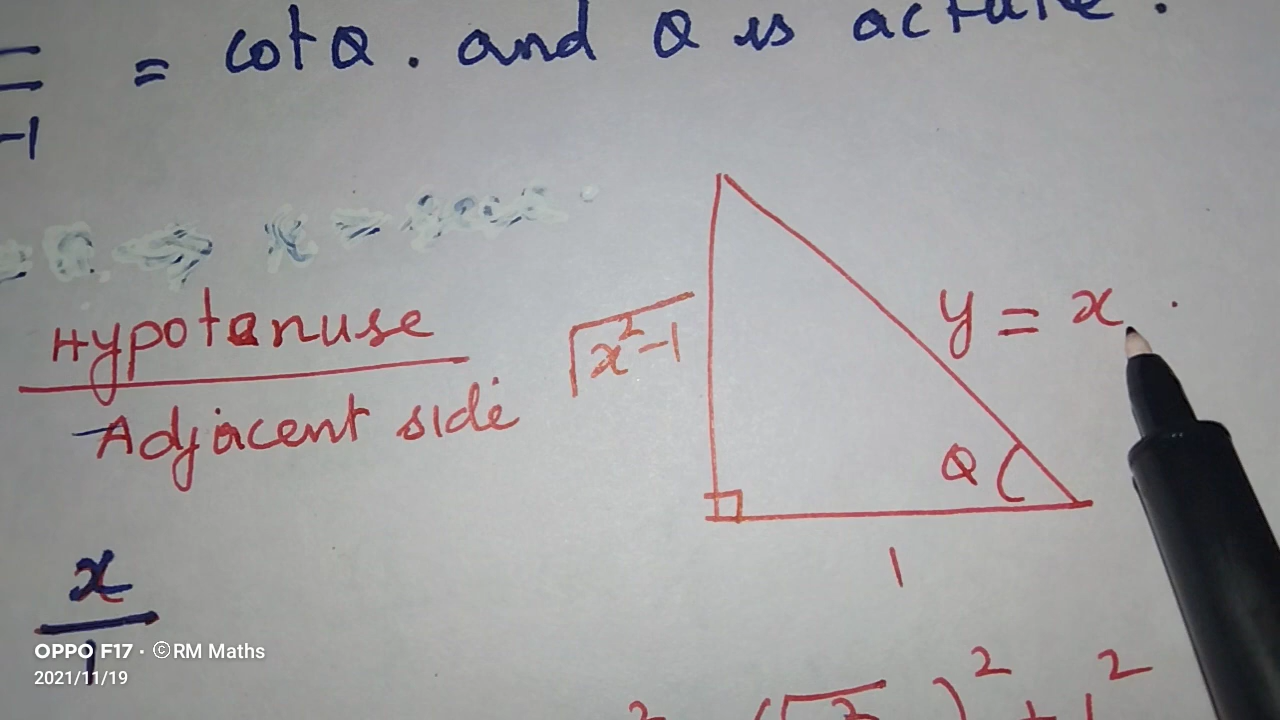 = cotθ. and θ is actute.
-1
Hypotenuse
Adjacent side
√x²-1
y = x
θ
1
x
1
)² + 1²
OPPO F17 · ©RM Maths
2021/11/19